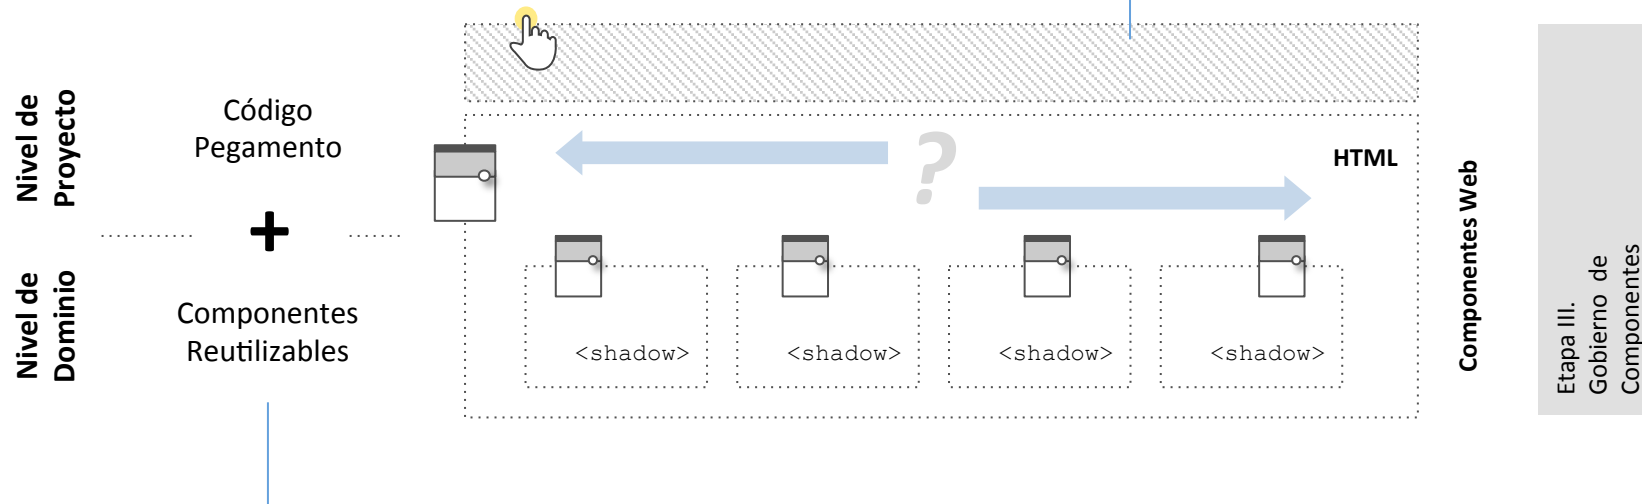 Nivel de
Proyecto
Código
Pegamento
+
Nivel de
Dominio
Componentes
Reutilizables
?
HTML
<shadow>
<shadow>
<shadow>
<shadow>
Componentes Web
Etapa III.
Gobierno de
Componentes